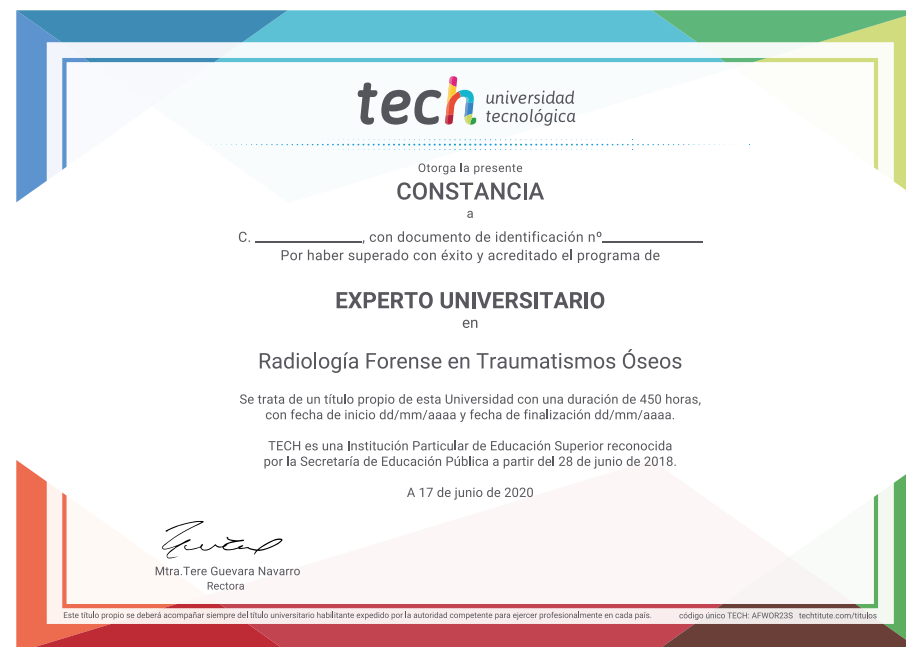 tech universidad
tecnológica
Otorga la presente
CONSTANCIA
a
C. ____________, con documento de identificación nº____________
Por haber superado con éxito y acreditado el programa de
EXPERTO UNIVERSITARIO
en
Radiología Forense en Traumatismos Óseos
Se trata de un título propio de esta Universidad con una duración de 450 horas,
con fecha de inicio dd/mm/aaaa y fecha de finalización dd/mm/aaaa.
TECH es una Institución Particular de Educación Superior reconocida
por la Secretaría de Educación Pública a partir del 28 de junio de 2018.
A 17 de junio de 2020
Mtra.Tere Guevara Navarro
Rectora
Este título propio se deberá acompañar siempre del título universitario habilitante expedido por la autoridad competente para ejercer profesionalmente en cada país. código único TECH: AFWOR23S techtitute.com/titulos